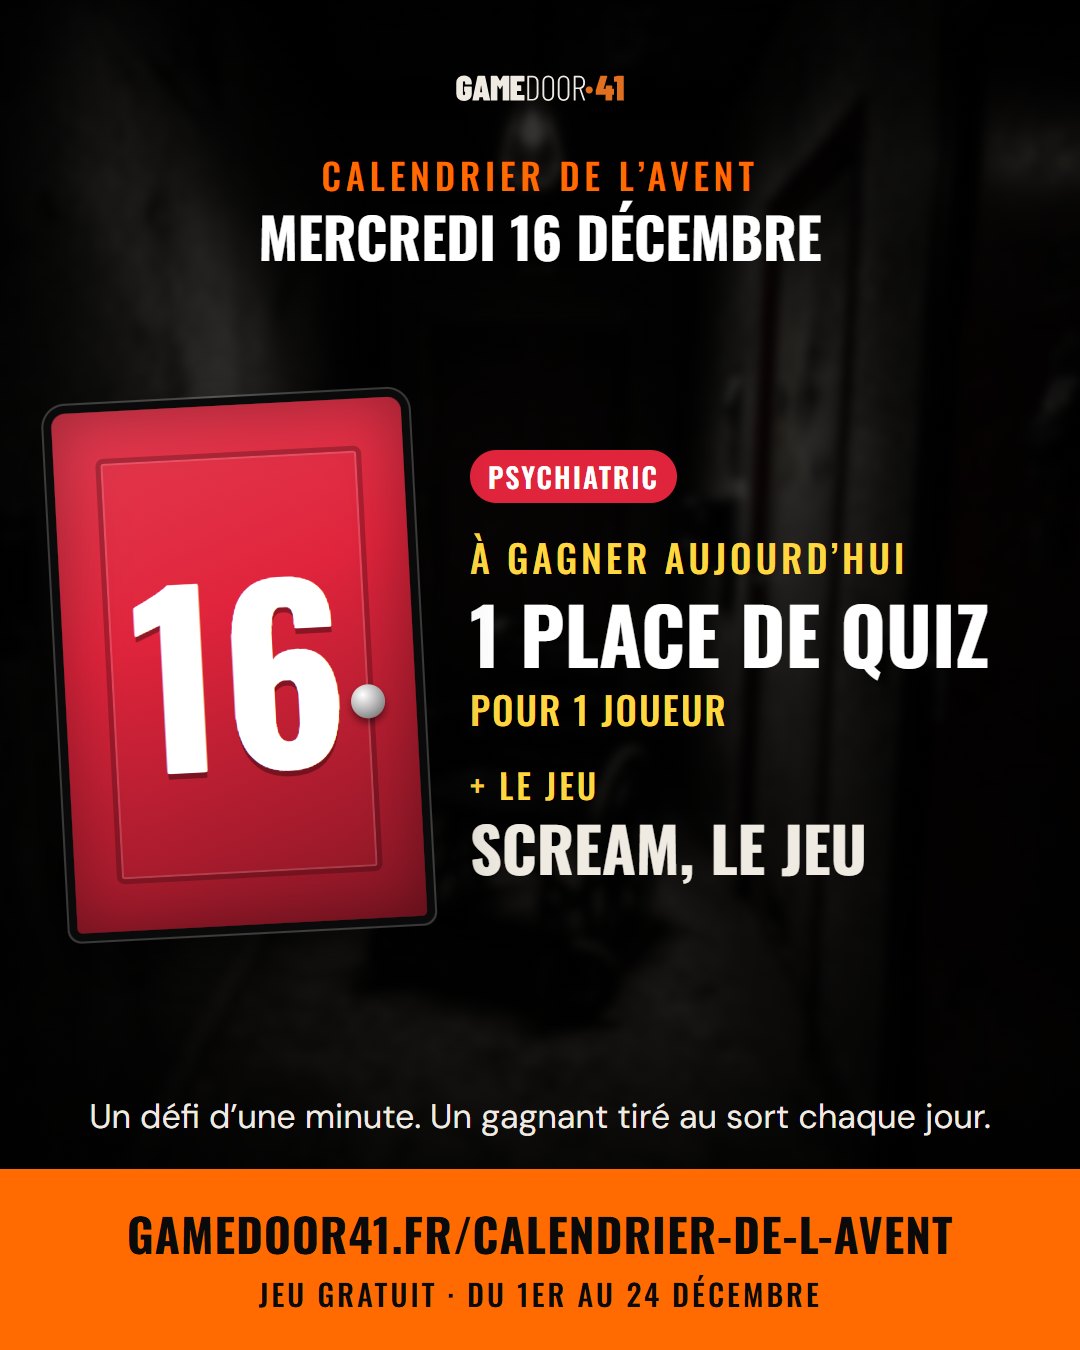 GAMEDOOR·41
CALENDRIER DE L’AVENT
MERCREDI 16 DÉCEMBRE
16
PSYCHIATRIC
À GAGNER AUJOURD’HUI
1 PLACE DE QUIZ
POUR 1 JOUEUR
+ LE JEU
SCREAM, LE JEU
Un défi d’une minute. Un gagnant tiré au sort chaque jour.
GAMEDOOR41.FR/CALENDRIER-DE-L-AVENT
JEU GRATUIT · DU 1ER AU 24 DÉCEMBRE